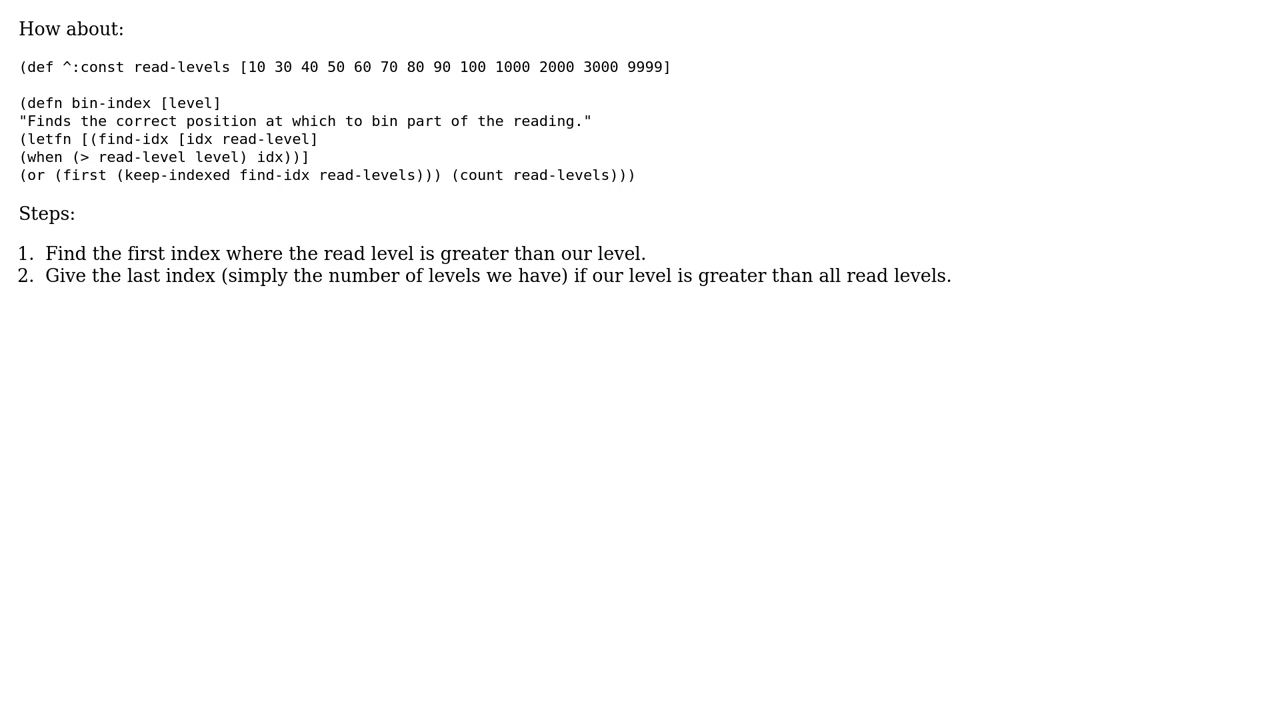 How about:
(def ^:const read-levels [10 30 40 50 60 70 80 90 100 1000 2000 3000 9999]
(defn bin-index [level]
"Finds the correct position at which to bin part of the reading."
(letfn [(find-idx [idx read-level]
(when (> read-level level) idx))]
(or (first (keep-indexed find-idx read-levels))) (count read-levels)))
Steps:
1. Find the first index where the read level is greater than our level.
2. Give the last index (simply the number of levels we have) if our level is greater than all read levels.